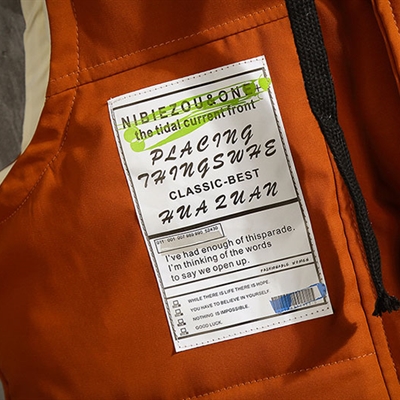 NIBIEZOU&ONE
the tidal current front
PLACING
THINGSWHE
CLASSIC-BEST
HUA2UAN
I've had enough of thisparade.
I'm thinking of the words
to say we open up.
WHILE THERE IS LIFE THERE IS HOPE.
YOU HAVE TO BELIEVE IN YOURSELF
NOTHING IS IMPOSSIBLE.
GOOD LUCK.